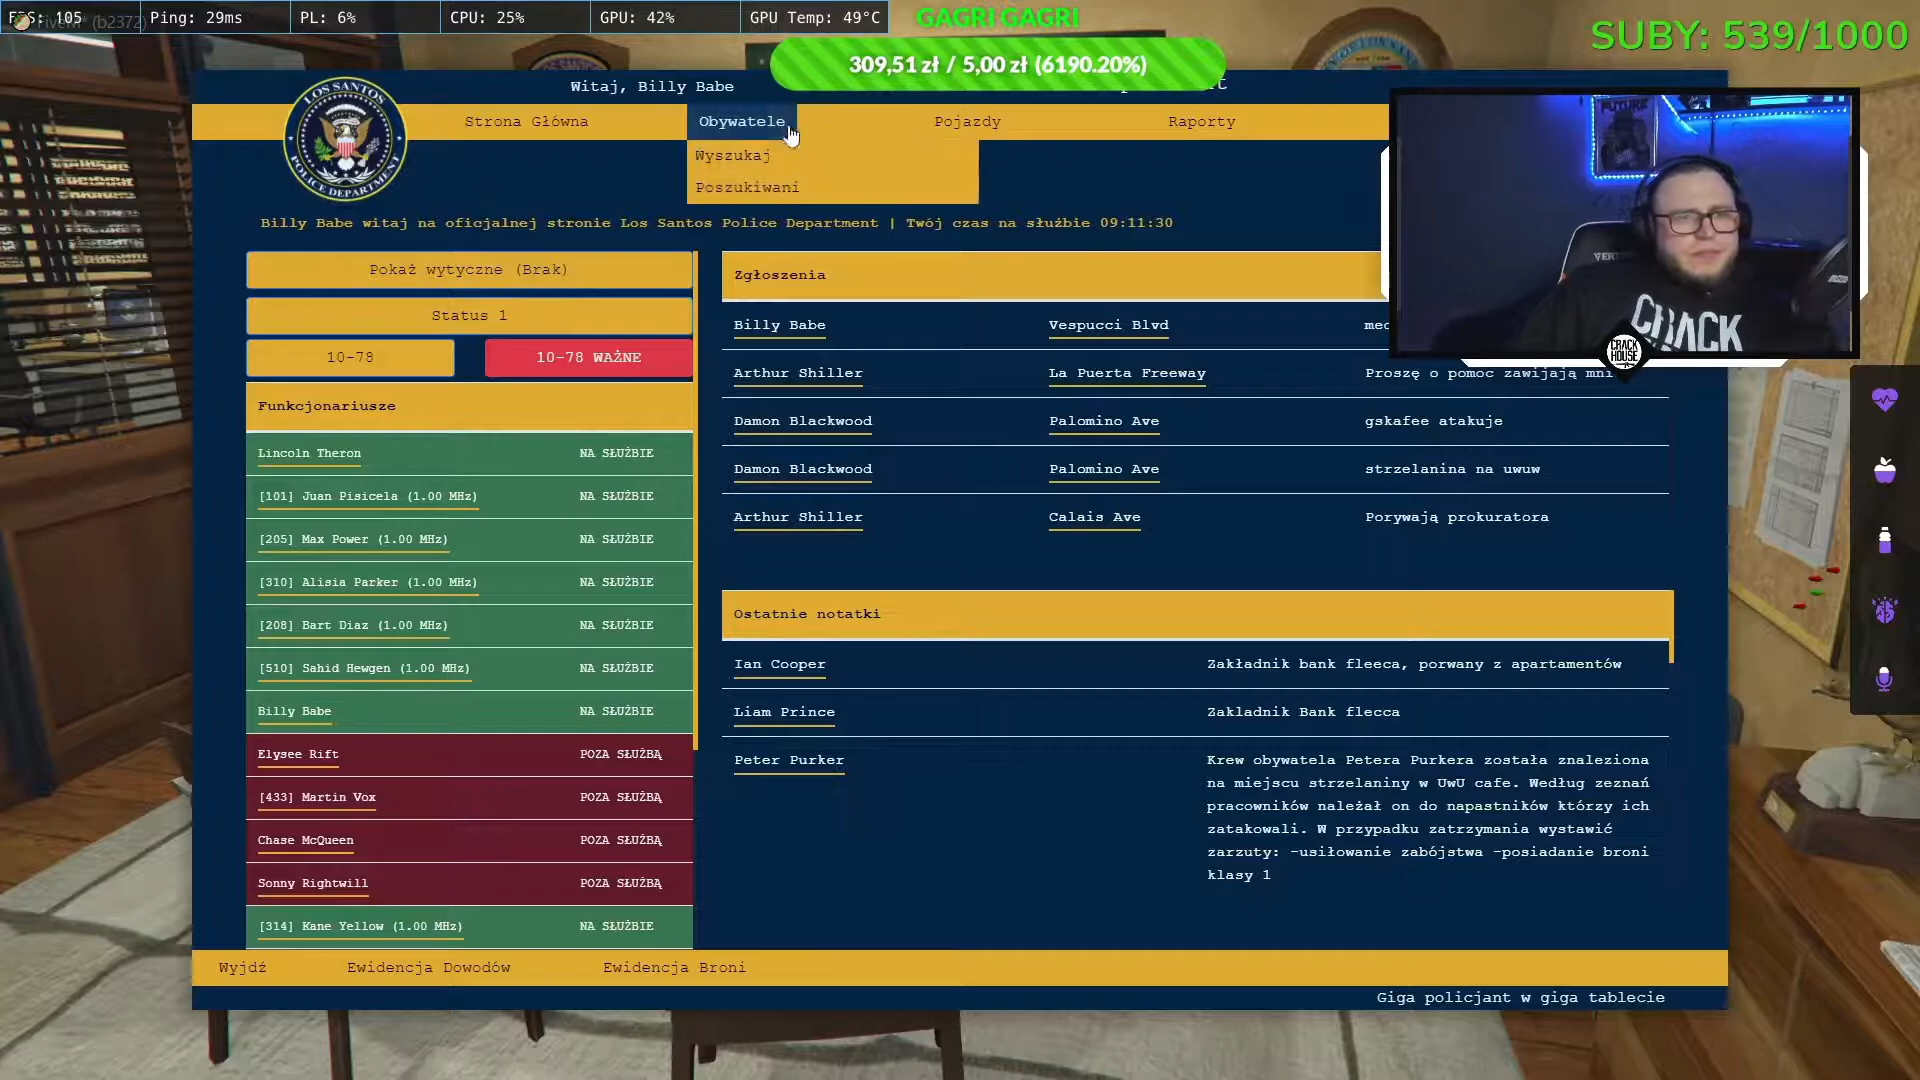 FPS: 105
Ping: 29ms
PL: 6%
CPU: 25%
GPU: 42%
GPU Temp: 49°C
GAGRI GAGRI
SUBY: 539/1000
309,51 zł / 5,00 zł (6190.20%)
Witaj, Billy Babe
LOS SANTOS
POLICE DEPARTMENT
Strona Główna
Obywatele
Pojazdy
Raporty
Wyszukaj
Poszukiwani
Billy Babe witaj na oficjalnej stronie Los Santos Police Department | Twój czas na służbie 09:11:30
Pokaż wytyczne (Brak)
Status 1
10-78
10-78 WAŻNE
Funkcjonariusze
Lincoln Theron NA SŁUŻBIE
[101] Juan Pisicela (1.00 MHz) NA SŁUŻBIE
[205] Max Power (1.00 MHz) NA SŁUŻBIE
[310] Alisia Parker (1.00 MHz) NA SŁUŻBIE
[208] Bart Diaz (1.00 MHz) NA SŁUŻBIE
[510] Sahid Hewgen (1.00 MHz) NA SŁUŻBIE
Billy Babe NA SŁUŻBIE
Elysee Rift POZA SŁUŻBĄ
[433] Martin Vox POZA SŁUŻBĄ
Chase McQueen POZA SŁUŻBĄ
Sonny Rightwill POZA SŁUŻBĄ
[314] Kane Yellow (1.00 MHz) NA SŁUŻBIE
Zgłoszenia
Billy Babe Vespucci Blvd med
Arthur Shiller La Puerta Freeway Proszę o pomoc zawijają mni
Damon Blackwood Palomino Ave gskafee atakuje
Damon Blackwood Palomino Ave strzelanina na uwuw
Arthur Shiller Calais Ave Porywają prokuratora
Ostatnie notatki
Ian Cooper Zakładnik bank fleeca, porwany z apartamentów
Liam Prince Zakladnik Bank flecca
Peter Purker Krew obywatela Petera Purkera została znaleziona
na miejscu strzelaniny w UwU cafe. Według zeznań
pracowników należał on do napastników którzy ich
zatakowali. W przypadku zatrzymania wystawić
zarzuty: -usiłowanie zabójstwa -posiadanie broni
klasy 1
Wyjdź
Ewidencja Dowodów
Ewidencja Broni
Giga policjant w giga tablecie
FUTURE
CRACK
CRACK
HOUSE